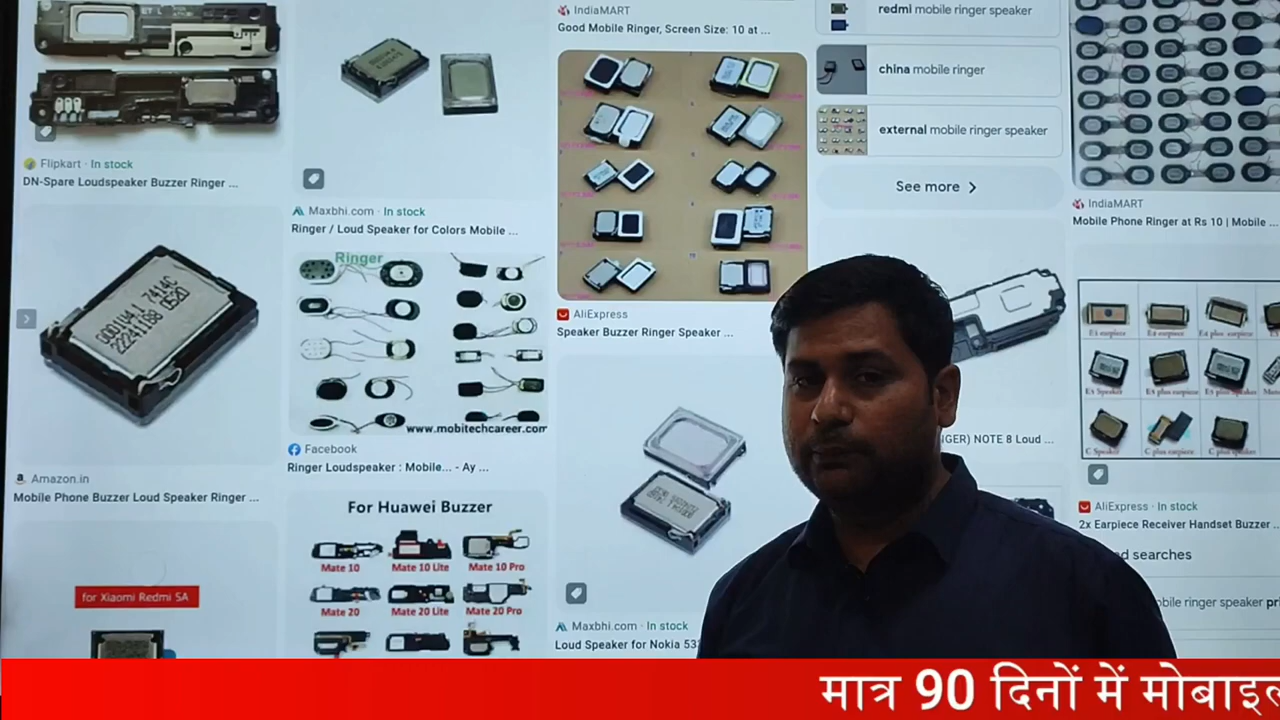 Flipkart · In stock
DN-Spare Loudspeaker Buzzer Ringer ...
Amazon.in
Mobile Phone Buzzer Loud Speaker Ringer ...
for Xiaomi Redmi 5A
Maxbhi.com · In stock
Ringer / Loud Speaker for Colors Mobile ...
Ringer
www.mobitechcareer.com
Facebook
Ringer Loudspeaker : Mobile... - Ay ...
For Huawei Buzzer
Mate 10 Mate 10 Lite Mate 10 Pro
Mate 20 Mate 20 Lite Mate 20 Pro
IndiaMART
Good Mobile Ringer, Screen Size: 10 at ...
AliExpress
Speaker Buzzer Ringer Speaker ...
Maxbhi.com · In stock
Loud Speaker for Nokia
redmi mobile ringer speaker
china mobile ringer
external mobile ringer speaker
See more
NOTE 8 Loud ...
IndiaMART
Mobile Phone Ringer at Rs 10 | Mobile ...
AliExpress · In stock
2x Earpiece Receiver Handset Buzzer ...
searches
ringer speaker
मात्र 90 दिनों में मोबाइल